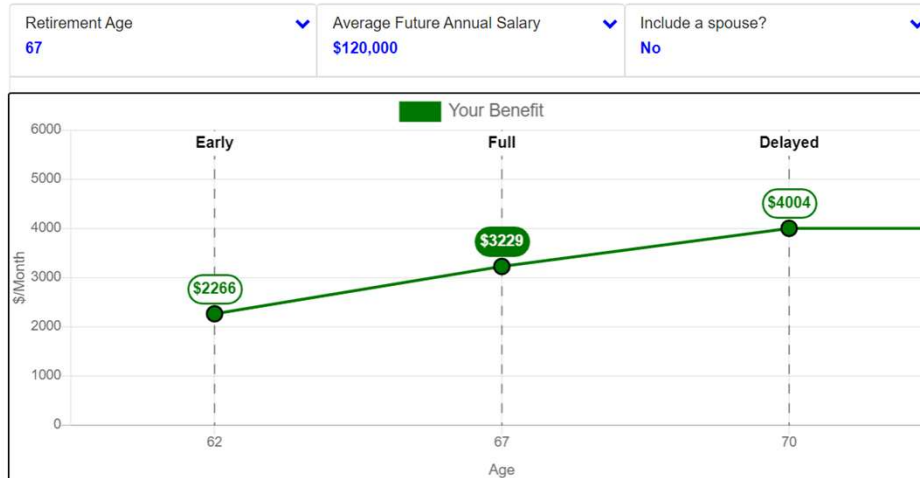 Retirement Age
67
Average Future Annual Salary
$120,000
Include a spouse?
No
Your Benefit
6000
Early
Full
Delayed
5000
$4004
4000
$3229
3000
$2266
2000
1000
0
$/Month
62
67
70
Age